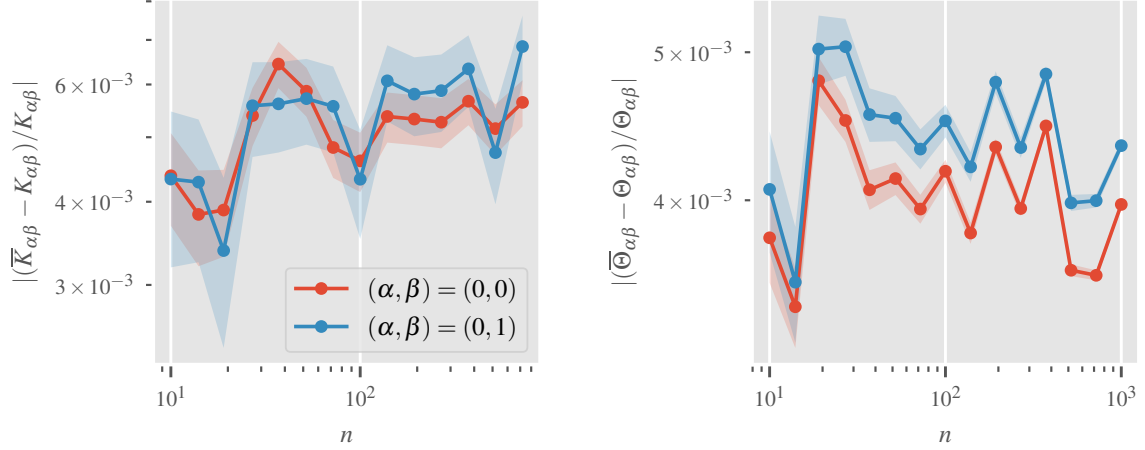 |(K̅αβ − Kαβ)/Kαβ|
6 × 10⁻³
4 × 10⁻³
3 × 10⁻³
(α, β) = (0, 0)
(α, β) = (0, 1)
10¹
10²
n
|(Θ̅αβ − Θαβ)/Θαβ|
5 × 10⁻³
4 × 10⁻³
10¹
10²
10³
n